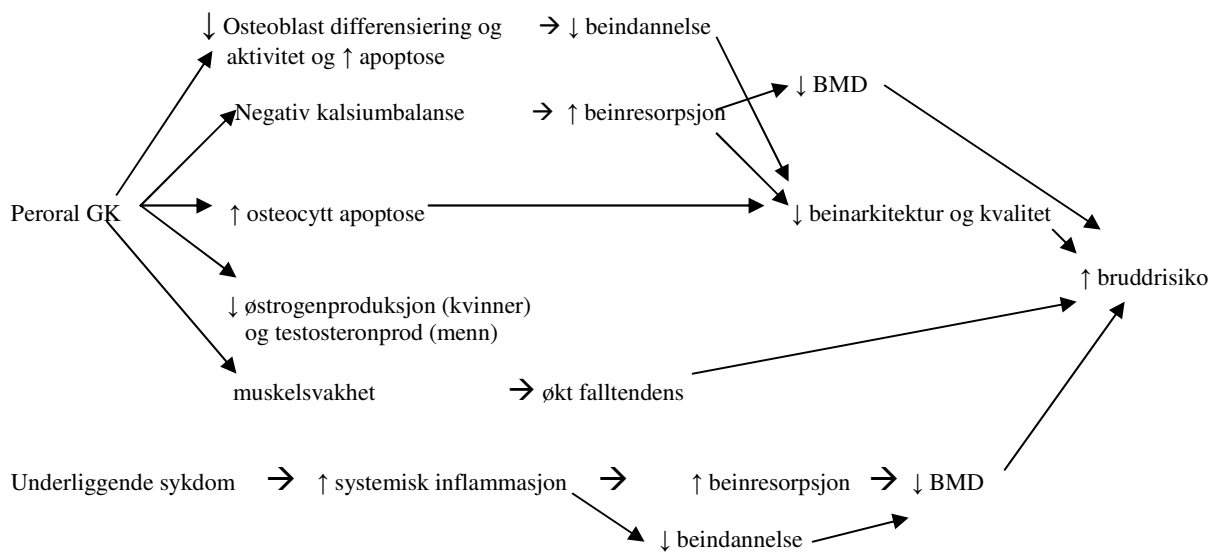 ↓ Osteoblast differensiering og → ↓ beindannelse
aktivitet og ↑ apoptose
↓ BMD
Negativ kalsiumbalanse → ↑ beinresorpsjon
Peroral GK ↑ osteocytt apoptose ↓ beinarkitektur og kvalitet
↑ bruddrisiko
↓ østrogenproduksjon (kvinner)
og testosteronprod (menn)
muskelsvakhet → økt falltendens
Underliggende sykdom → ↑ systemisk inflammasjon → ↑ beinresorpsjon → ↓ BMD
↓ beindannelse